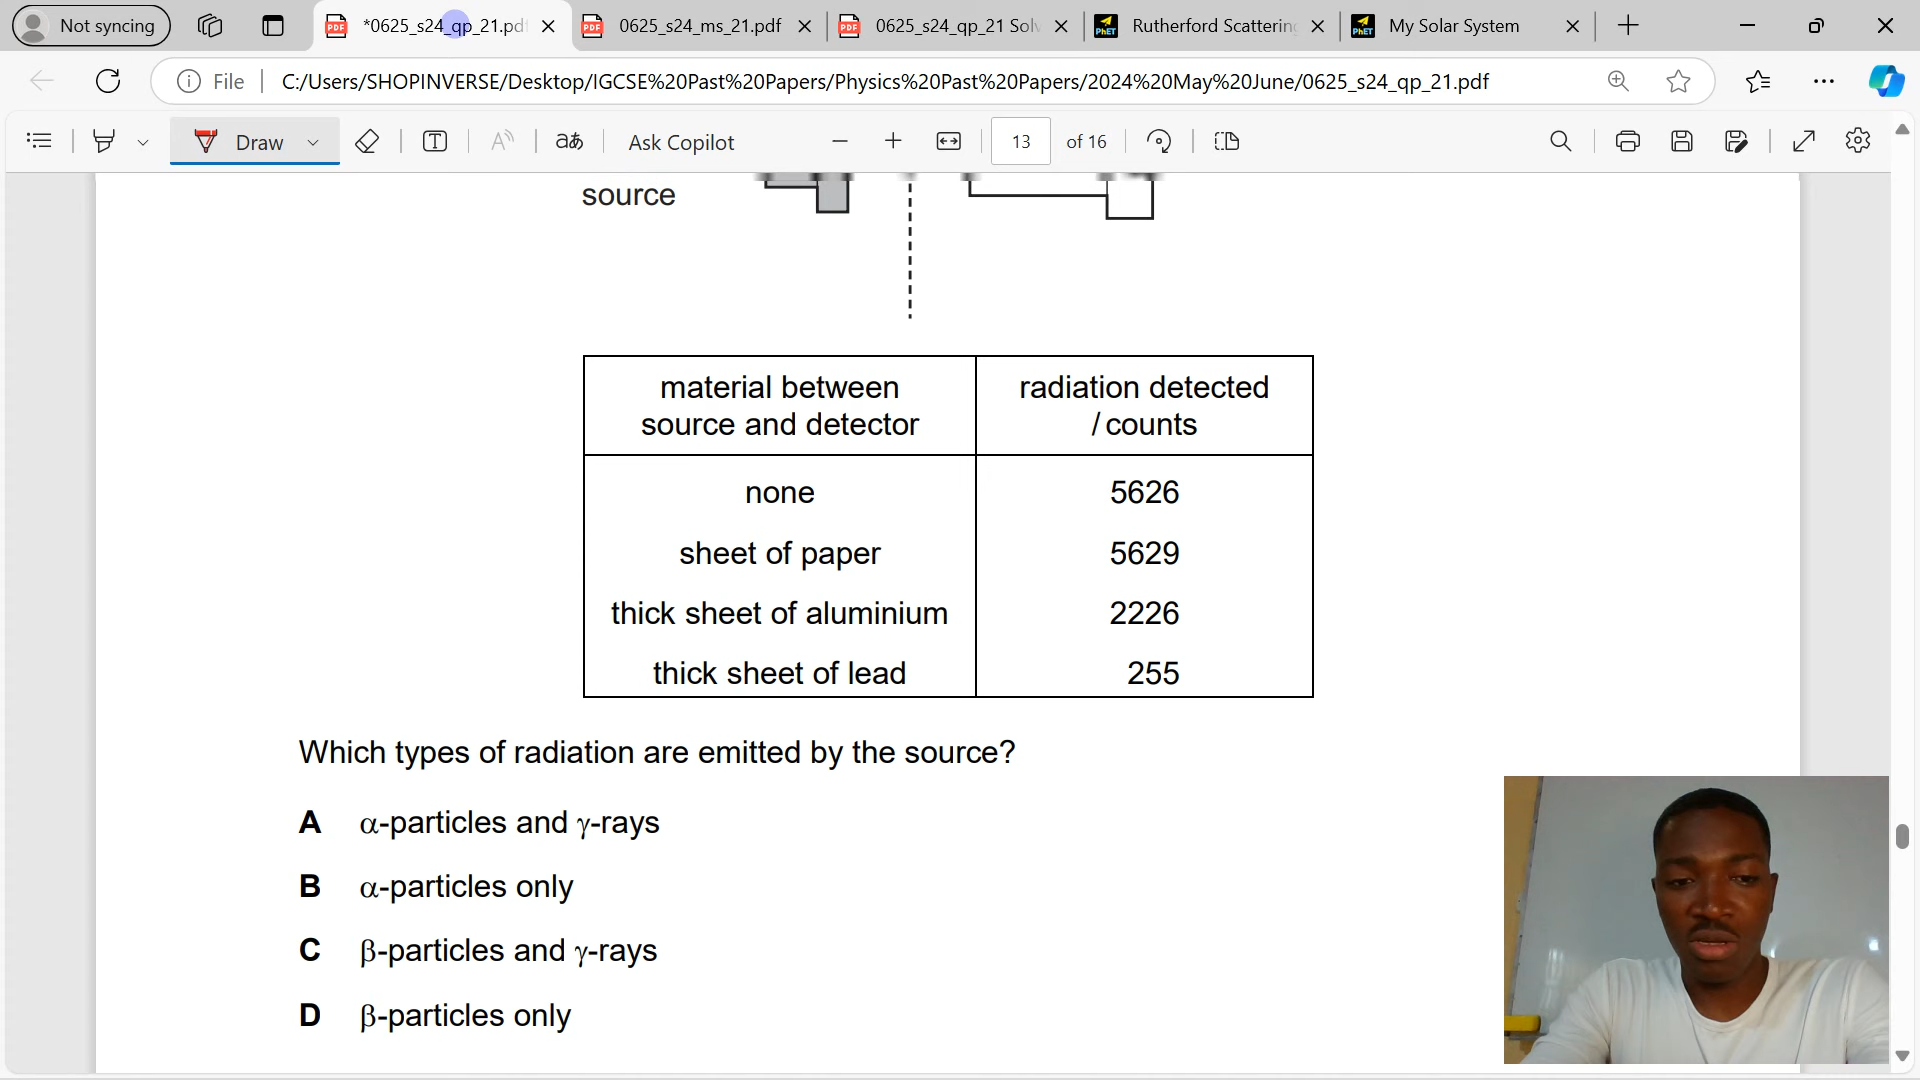 Not syncing
*0625_s24_qp_21.pdf
0625_s24_ms_21.pdf
0625_s24_qp_21 Solv
Rutherford Scattering
My Solar System
File
C:/Users/SHOPINVERSE/Desktop/IGCSE%20Past%20Papers/Physics%20Past%20Papers/2024%20May%20June/0625_s24_qp_21.pdf
Draw
aあ
Ask Copilot
13
of 16
source
material between
source and detector
radiation detected
/ counts
none
5626
sheet of paper
5629
thick sheet of aluminium
2226
thick sheet of lead
255
Which types of radiation are emitted by the source?
A α-particles and γ-rays
B α-particles only
C β-particles and γ-rays
D β-particles only